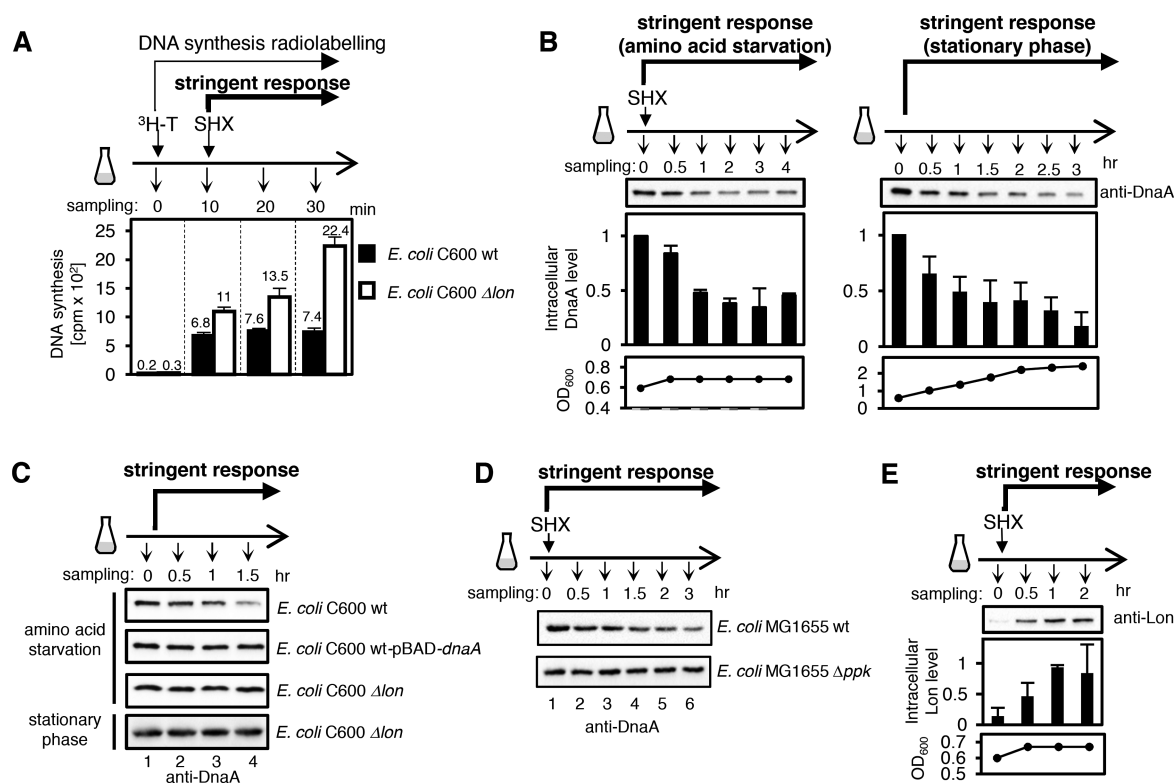 A
DNA synthesis radiolabelling
stringent response
³H-T
SHX
sampling: 0 10 20 30 min
DNA synthesis
[cpm x 10²]
25
20
15
10
5
0
0.2 0.3
6.8
11
7.6
13.5
7.4
22.4
E. coli C600 wt
E. coli C600 Δlon
B
stringent response
(amino acid starvation)
SHX
sampling: 0 0.5 1 2 3 4
Intracellular
DnaA level
1
0.5
0
OD₆₀₀
0.8
0.6
0.4
stringent response
(stationary phase)
0 0.5 1 1.5 2 2.5 3 hr
anti-DnaA
1
0.5
0
2
1
0
C
stringent response
sampling: 0 0.5 1 1.5 hr
amino acid
starvation
E. coli C600 wt
E. coli C600 wt-pBAD-dnaA
E. coli C600 Δlon
stationary
phase
E. coli C600 Δlon
1 2 3 4
anti-DnaA
D
stringent response
SHX
sampling: 0 0.5 1 1.5 2 3 hr
E. coli MG1655 wt
E. coli MG1655 Δppk
1 2 3 4 5 6
anti-DnaA
E
stringent response
SHX
sampling: 0 0.5 1 2 hr
anti-Lon
Intracellular
Lon level
1
0.5
0
OD₆₀₀
0.7
0.6
0.5